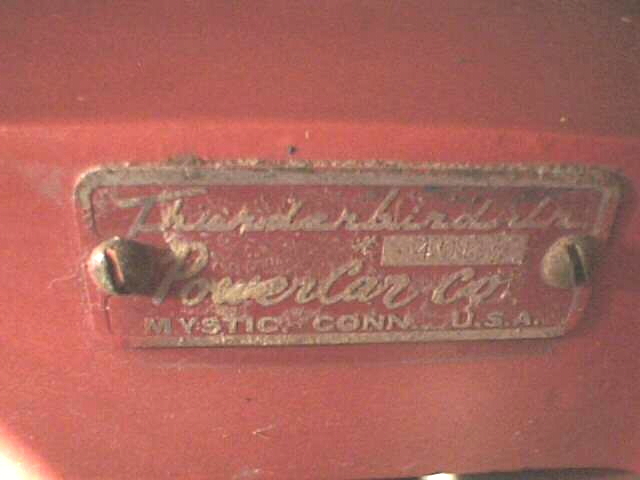 Thunderbird Jr.
PowerCar Co.
MYSTIC, CONN. U.S.A.